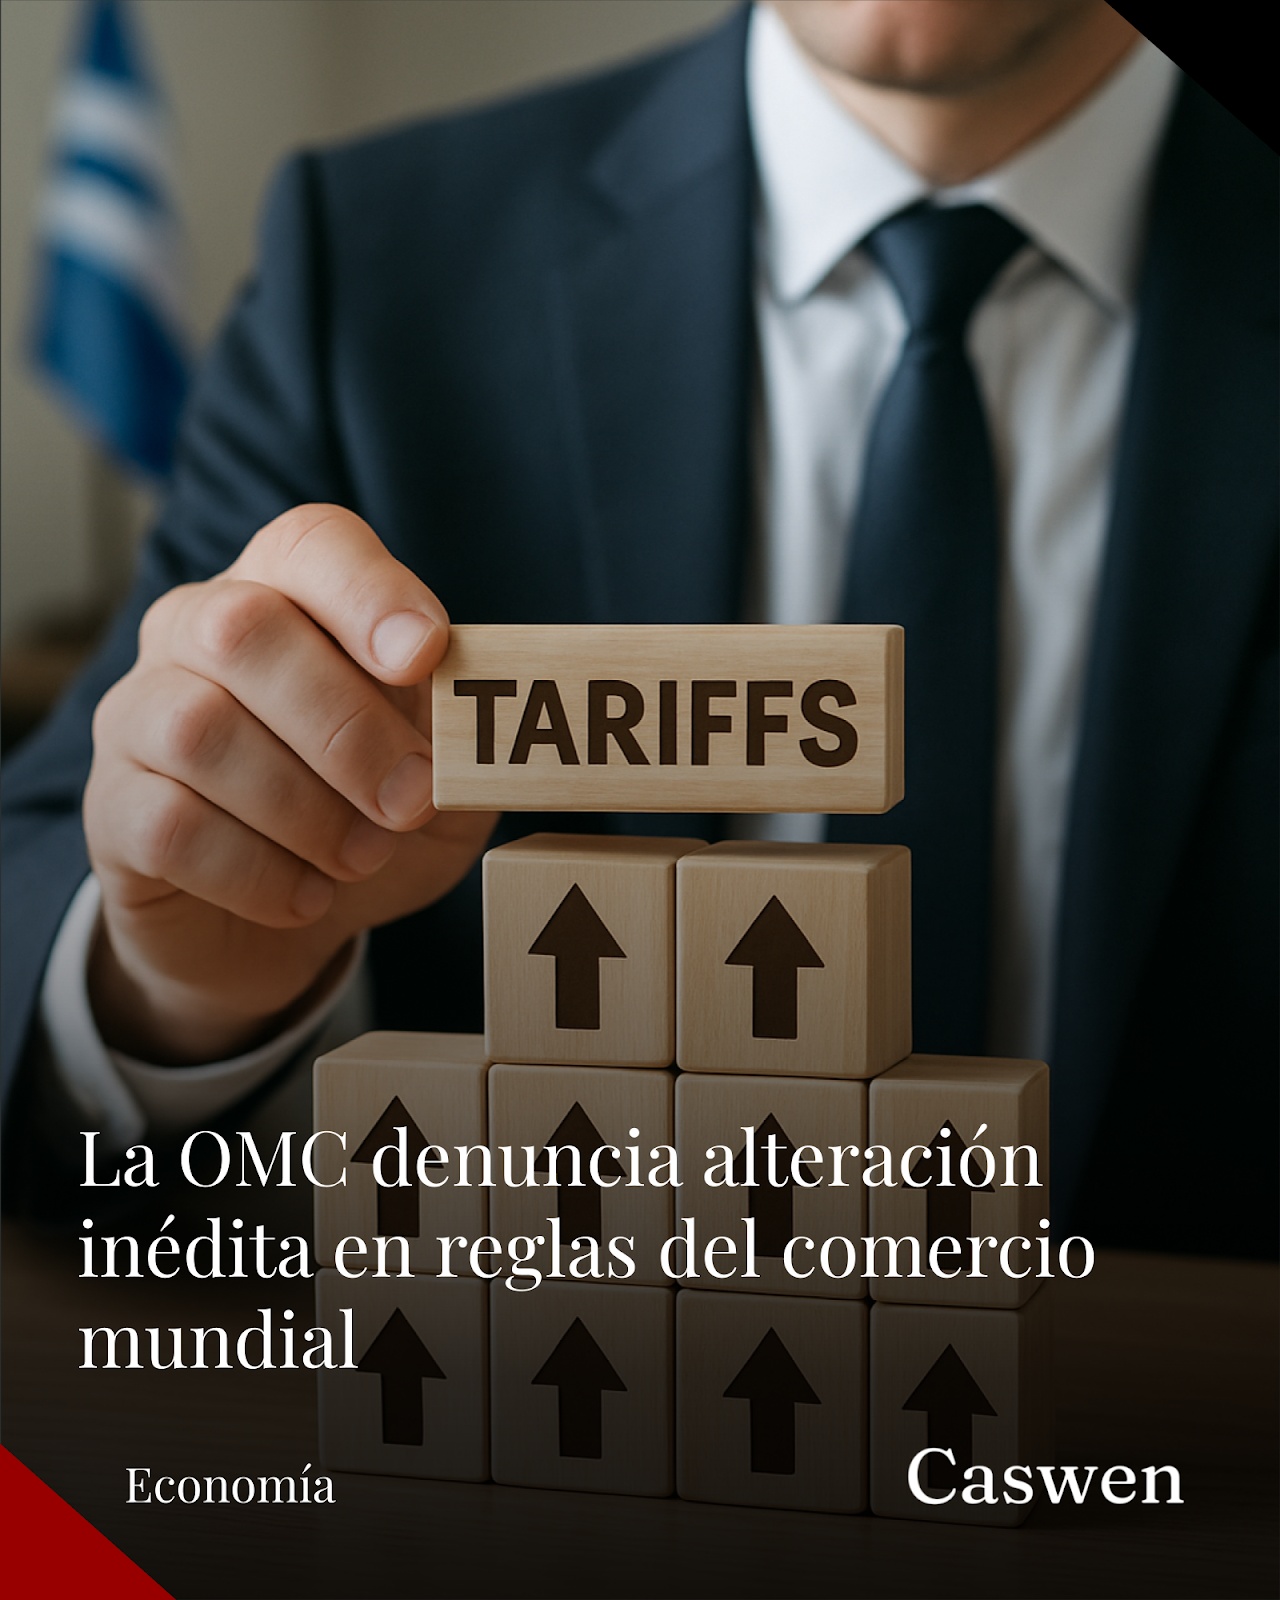 TARIFFS
La OMC denuncia alteración
inédita en reglas del comercio
mundial
Economía
Caswen